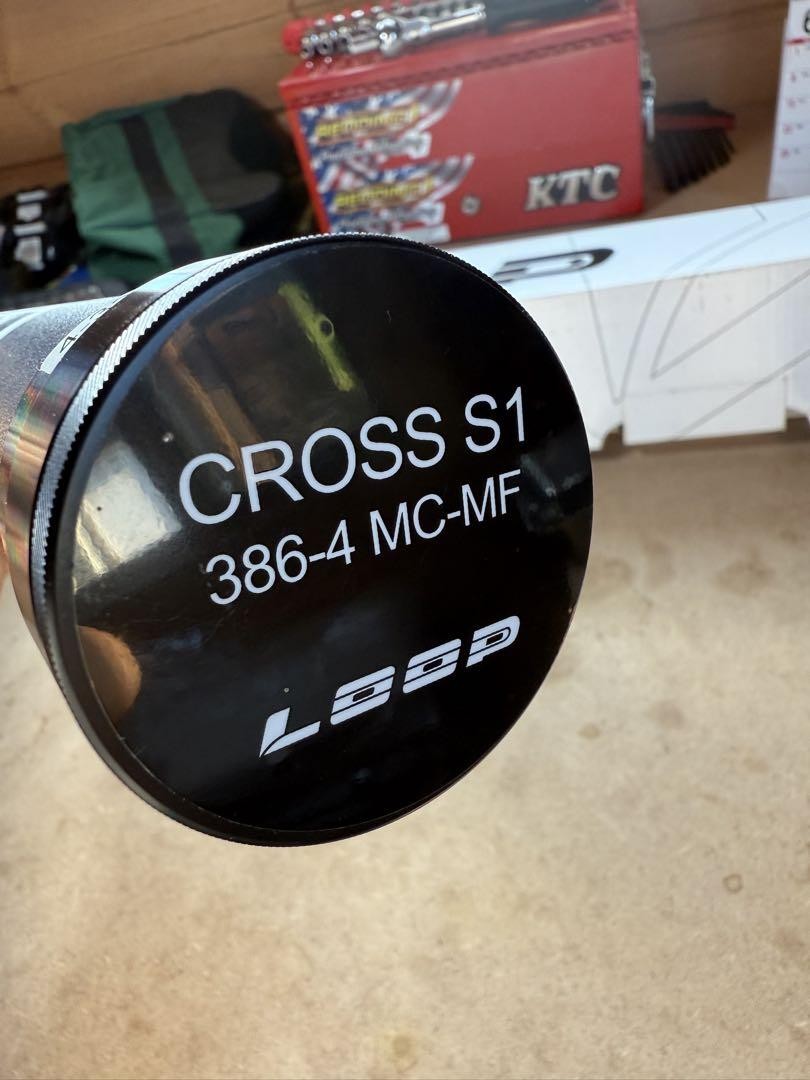 KTC
CROSS S1
386-4 MC-MF
LOOP